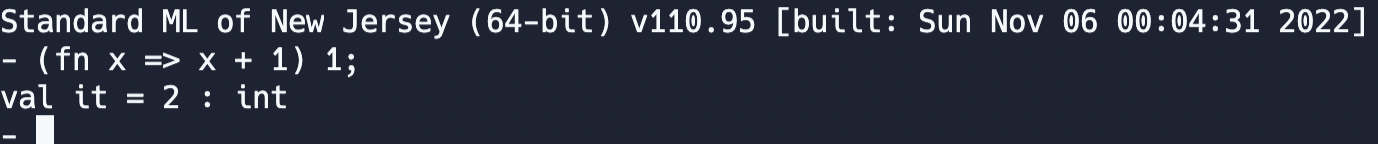 Standard ML of New Jersey (64-bit) v110.95 [built: Sun Nov 06 00:04:31 2022]
- (fn x => x + 1) 1;
val it = 2 : int
-